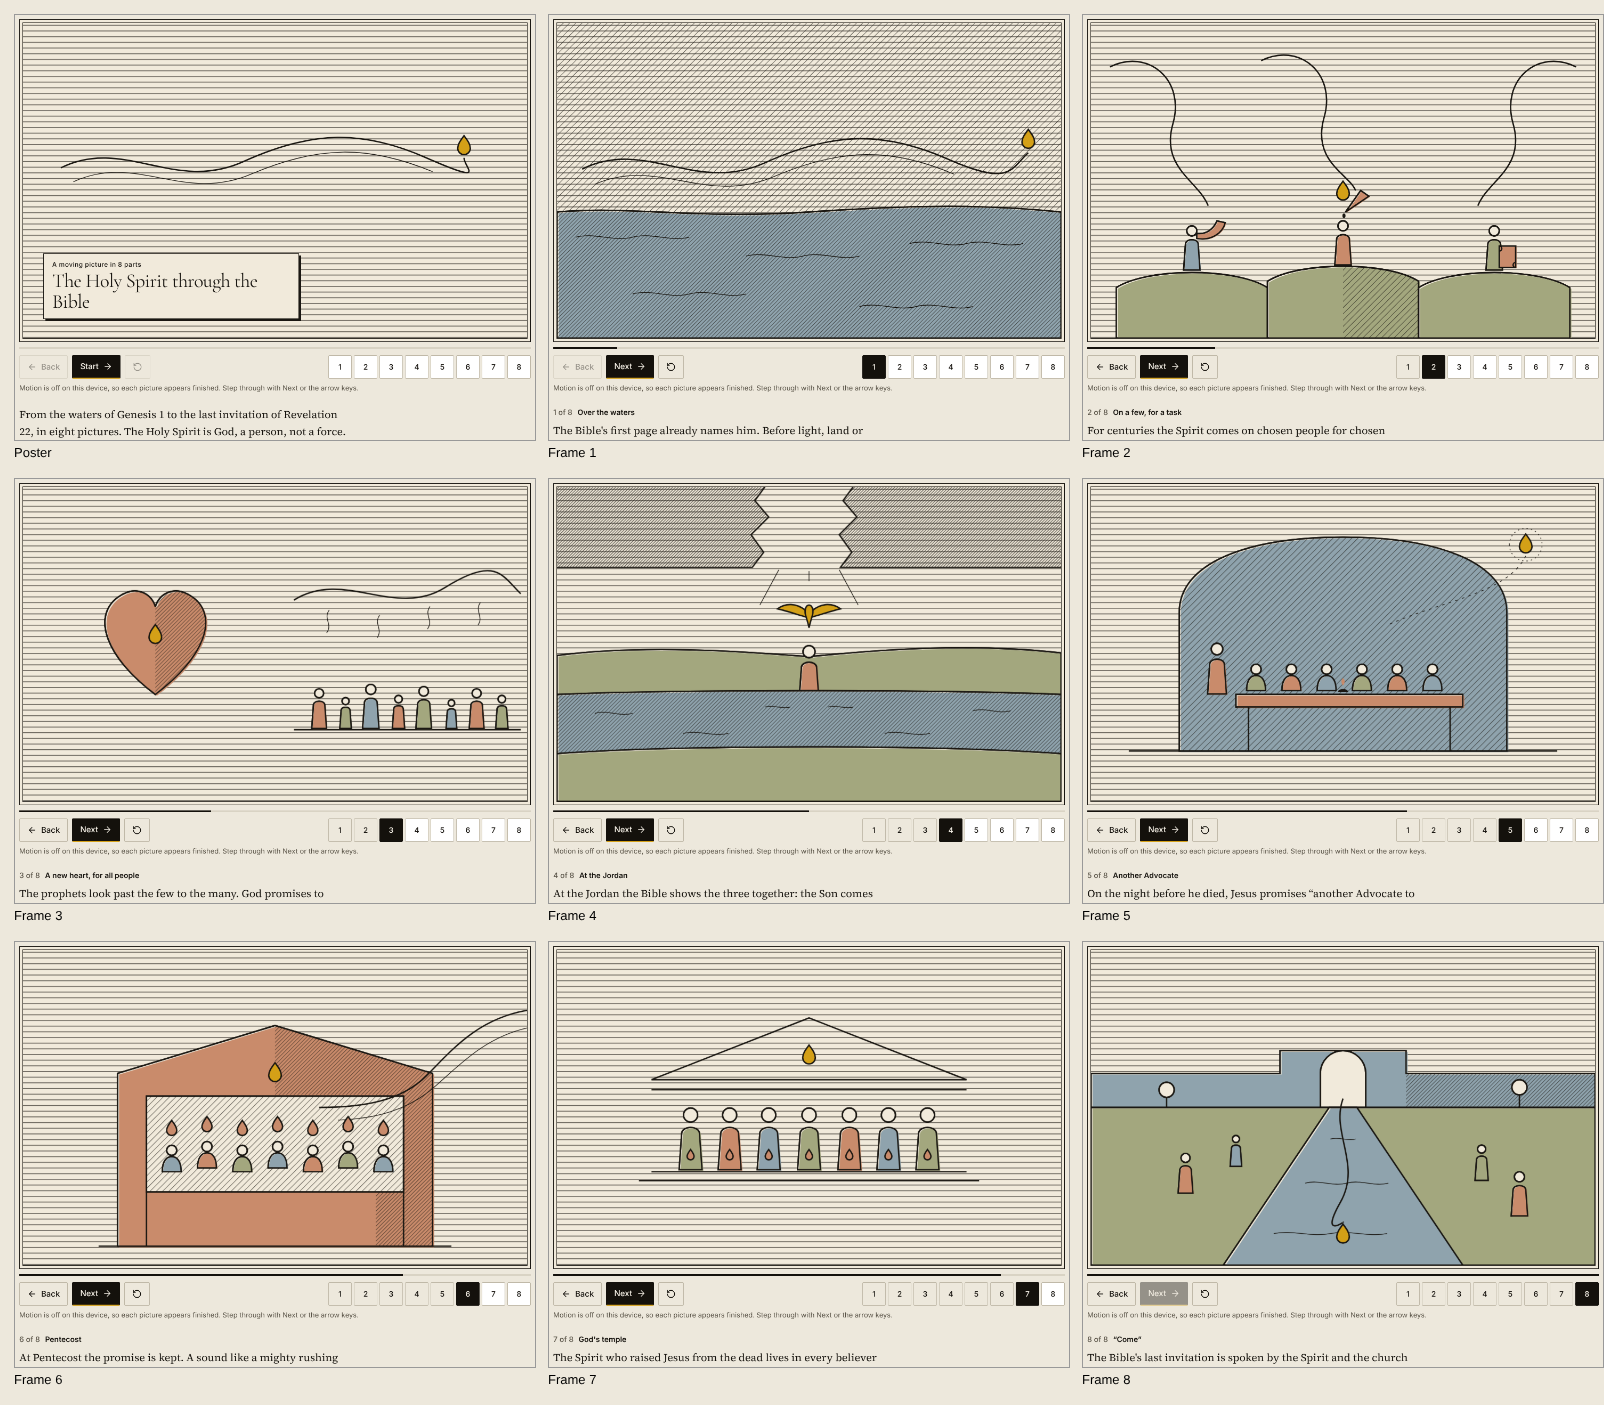 A moving picture in 8 parts
The Holy Spirit through the
Bible
← Back Start → 1 2 3 4 5 6 7 8
Motion is off on this device, so each picture appears finished. Step through with Next or the arrow keys.
From the waters of Genesis 1 to the last invitation of Revelation
22, in eight pictures. The Holy Spirit is God, a person, not a force.
Poster
← Back Next → 1 2 3 4 5 6 7 8
Motion is off on this device, so each picture appears finished. Step through with Next or the arrow keys.
1 of 8 Over the waters
The Bible's first page already names him. Before light, land or
Frame 1
← Back Next → 1 2 3 4 5 6 7 8
Motion is off on this device, so each picture appears finished. Step through with Next or the arrow keys.
2 of 8 On a few, for a task
For centuries the Spirit comes on chosen people for chosen
Frame 2
← Back Next → 1 2 3 4 5 6 7 8
Motion is off on this device, so each picture appears finished. Step through with Next or the arrow keys.
3 of 8 A new heart, for all people
The prophets look past the few to the many. God promises to
Frame 3
← Back Next → 1 2 3 4 5 6 7 8
Motion is off on this device, so each picture appears finished. Step through with Next or the arrow keys.
4 of 8 At the Jordan
At the Jordan the Bible shows the three together: the Son comes
Frame 4
← Back Next → 1 2 3 4 5 6 7 8
Motion is off on this device, so each picture appears finished. Step through with Next or the arrow keys.
5 of 8 Another Advocate
On the night before he died, Jesus promises “another Advocate to
Frame 5
← Back Next → 1 2 3 4 5 6 7 8
Motion is off on this device, so each picture appears finished. Step through with Next or the arrow keys.
6 of 8 Pentecost
At Pentecost the promise is kept. A sound like a mighty rushing
Frame 6
← Back Next → 1 2 3 4 5 6 7 8
Motion is off on this device, so each picture appears finished. Step through with Next or the arrow keys.
7 of 8 God's temple
The Spirit who raised Jesus from the dead lives in every believer
Frame 7
← Back Next → 1 2 3 4 5 6 7 8
Motion is off on this device, so each picture appears finished. Step through with Next or the arrow keys.
8 of 8 “Come”
The Bible's last invitation is spoken by the Spirit and the church
Frame 8